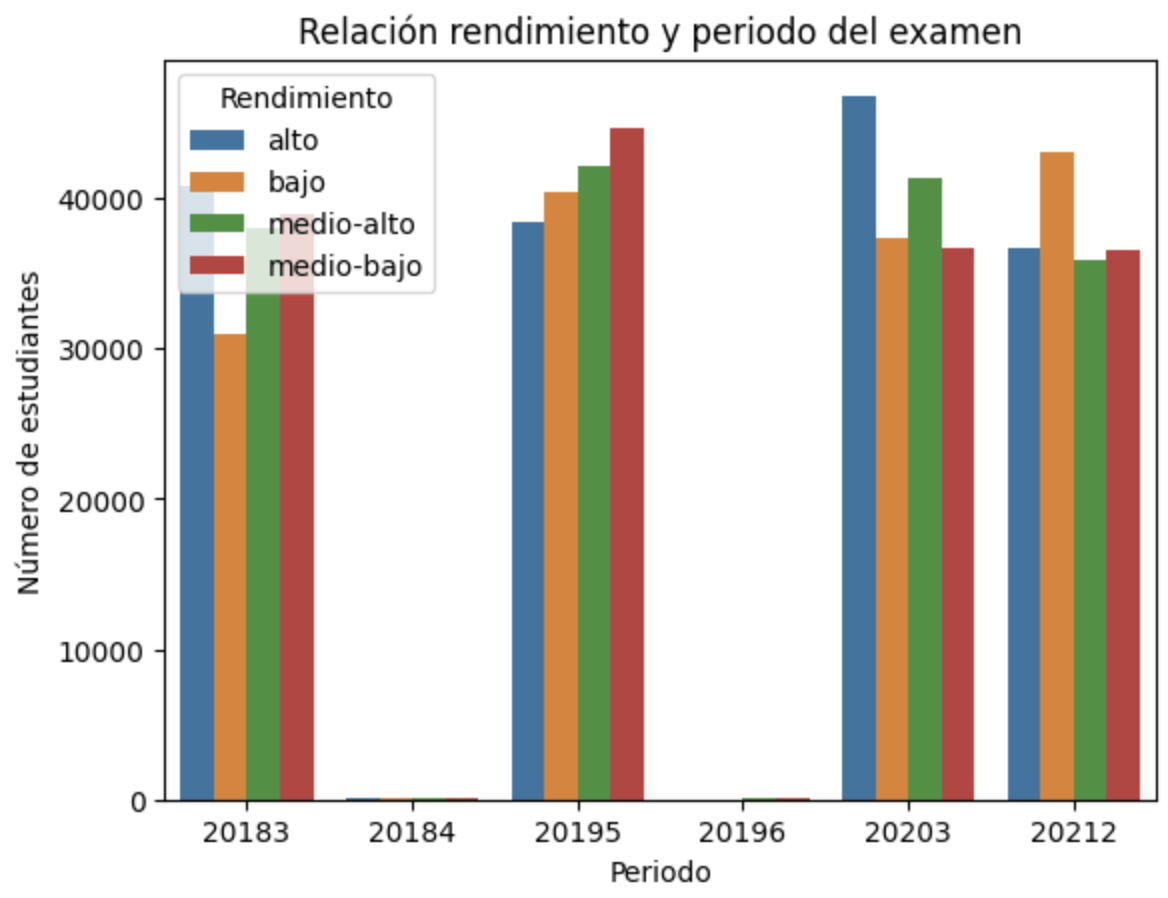 Relación rendimiento y periodo del examen
Rendimiento
alto
bajo
medio-alto
medio-bajo
Número de estudiantes
40000
30000
20000
10000
0
20183 20184 20195 20196 20203 20212
Periodo